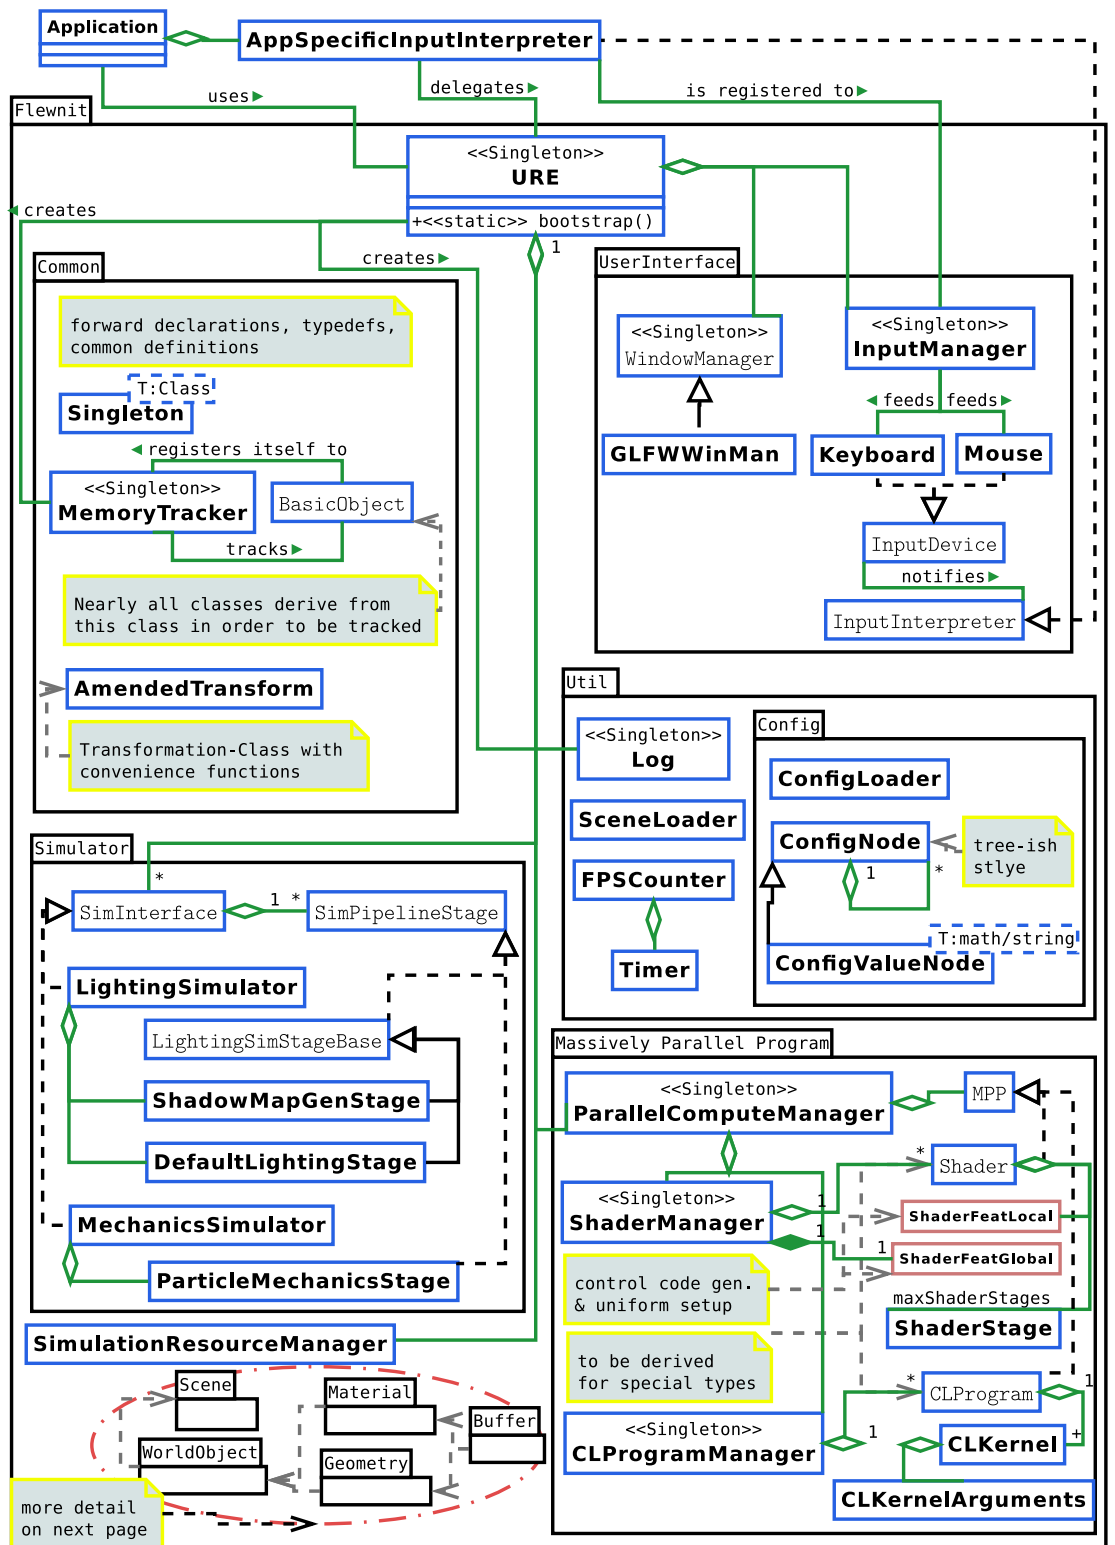 Application
AppSpecificInputInterpreter
uses ▶
delegates ▶
is registered to ▶
Flewnit
<<Singleton>>
URE
+<<static>> bootstrap()
◀ creates
creates ▶
1
Common
forward declarations, typedefs,
common definitions
T:Class
Singleton
◀ registers itself to
<<Singleton>>
MemoryTracker
BasicObject
tracks ▶
Nearly all classes derive from
this class in order to be tracked
AmendedTransform
Transformation-Class with
convenience functions
UserInterface
<<Singleton>>
WindowManager
<<Singleton>>
InputManager
◀ feeds
feeds ▶
GLFWWinMan
Keyboard
Mouse
InputDevice
notifies ▶
InputInterpreter
Util
<<Singleton>>
Log
SceneLoader
FPSCounter
Timer
Config
ConfigLoader
ConfigNode
1
*
tree-ish
stlye
T:math/string
ConfigValueNode
Simulator
*
SimInterface
1
*
SimPipelineStage
LightingSimulator
LightingSimStageBase
ShadowMapGenStage
DefaultLightingStage
MechanicsSimulator
ParticleMechanicsStage
Massively Parallel Program
<<Singleton>>
ParallelComputeManager
MPP
*
Shader
<<Singleton>>
ShaderManager
1
1
ShaderFeatLocal
1
ShaderFeatGlobal
control code gen.
& uniform setup
maxShaderStages
ShaderStage
to be derived
for special types
*
CLProgram
1
<<Singleton>>
CLProgramManager
1
CLKernel
+
CLKernelArguments
SimulationResourceManager
Scene
Material
Buffer
WorldObject
Geometry
more detail
on next page